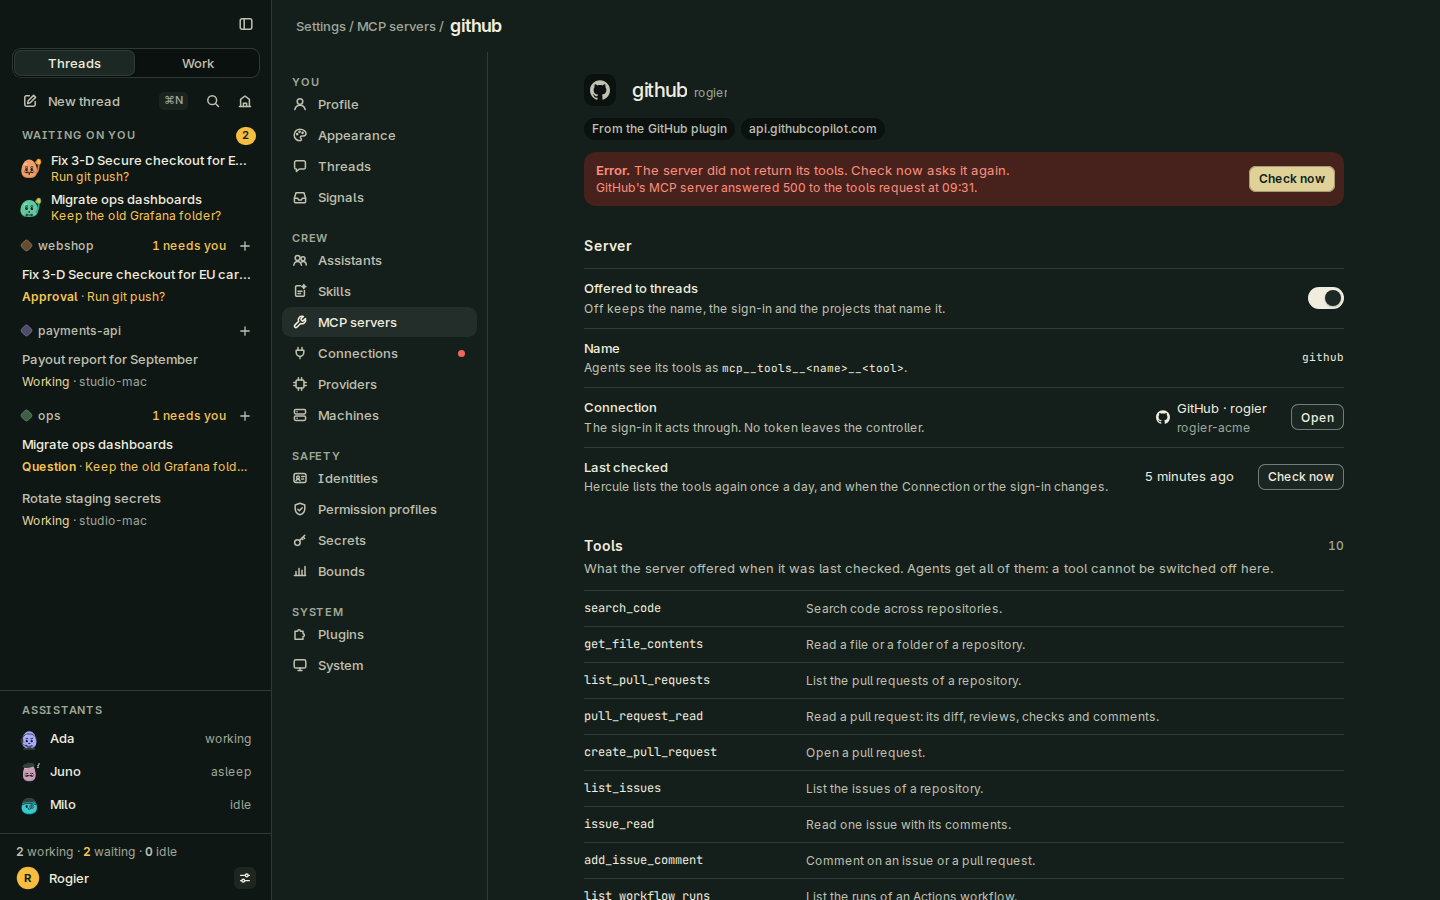 Threads
Work
New thread
⌘N
WAITING ON YOU
2
Fix 3-D Secure checkout for E...
Run git push?
Migrate ops dashboards
Keep the old Grafana folder?
webshop
1 needs you
Fix 3-D Secure checkout for EU car...
Approval · Run git push?
payments-api
Payout report for September
Working · studio-mac
ops
1 needs you
Migrate ops dashboards
Question · Keep the old Grafana fold...
Rotate staging secrets
Working · studio-mac
ASSISTANTS
Ada
working
Juno
asleep
Milo
idle
2 working · 2 waiting · 0 idle
R
Rogier
Settings / MCP servers / github
YOU
Profile
Appearance
Threads
Signals
CREW
Assistants
Skills
MCP servers
Connections
Providers
Machines
SAFETY
Identities
Permission profiles
Secrets
Bounds
SYSTEM
Plugins
System
github rogier
From the GitHub plugin
api.githubcopilot.com
Error. The server did not return its tools. Check now asks it again.
GitHub's MCP server answered 500 to the tools request at 09:31.
Check now
Server
Offered to threads
Off keeps the name, the sign-in and the projects that name it.
Name
Agents see its tools as mcp__tools__<name>__<tool>.
github
Connection
The sign-in it acts through. No token leaves the controller.
GitHub · rogier
rogier-acme
Open
Last checked
Hercule lists the tools again once a day, and when the Connection or the sign-in changes.
5 minutes ago
Check now
Tools
10
What the server offered when it was last checked. Agents get all of them: a tool cannot be switched off here.
search_code
Search code across repositories.
get_file_contents
Read a file or a folder of a repository.
list_pull_requests
List the pull requests of a repository.
pull_request_read
Read a pull request: its diff, reviews, checks and comments.
create_pull_request
Open a pull request.
list_issues
List the issues of a repository.
issue_read
Read one issue with its comments.
add_issue_comment
Comment on an issue or a pull request.
list_workflow_runs
List the runs of an Actions workflow.